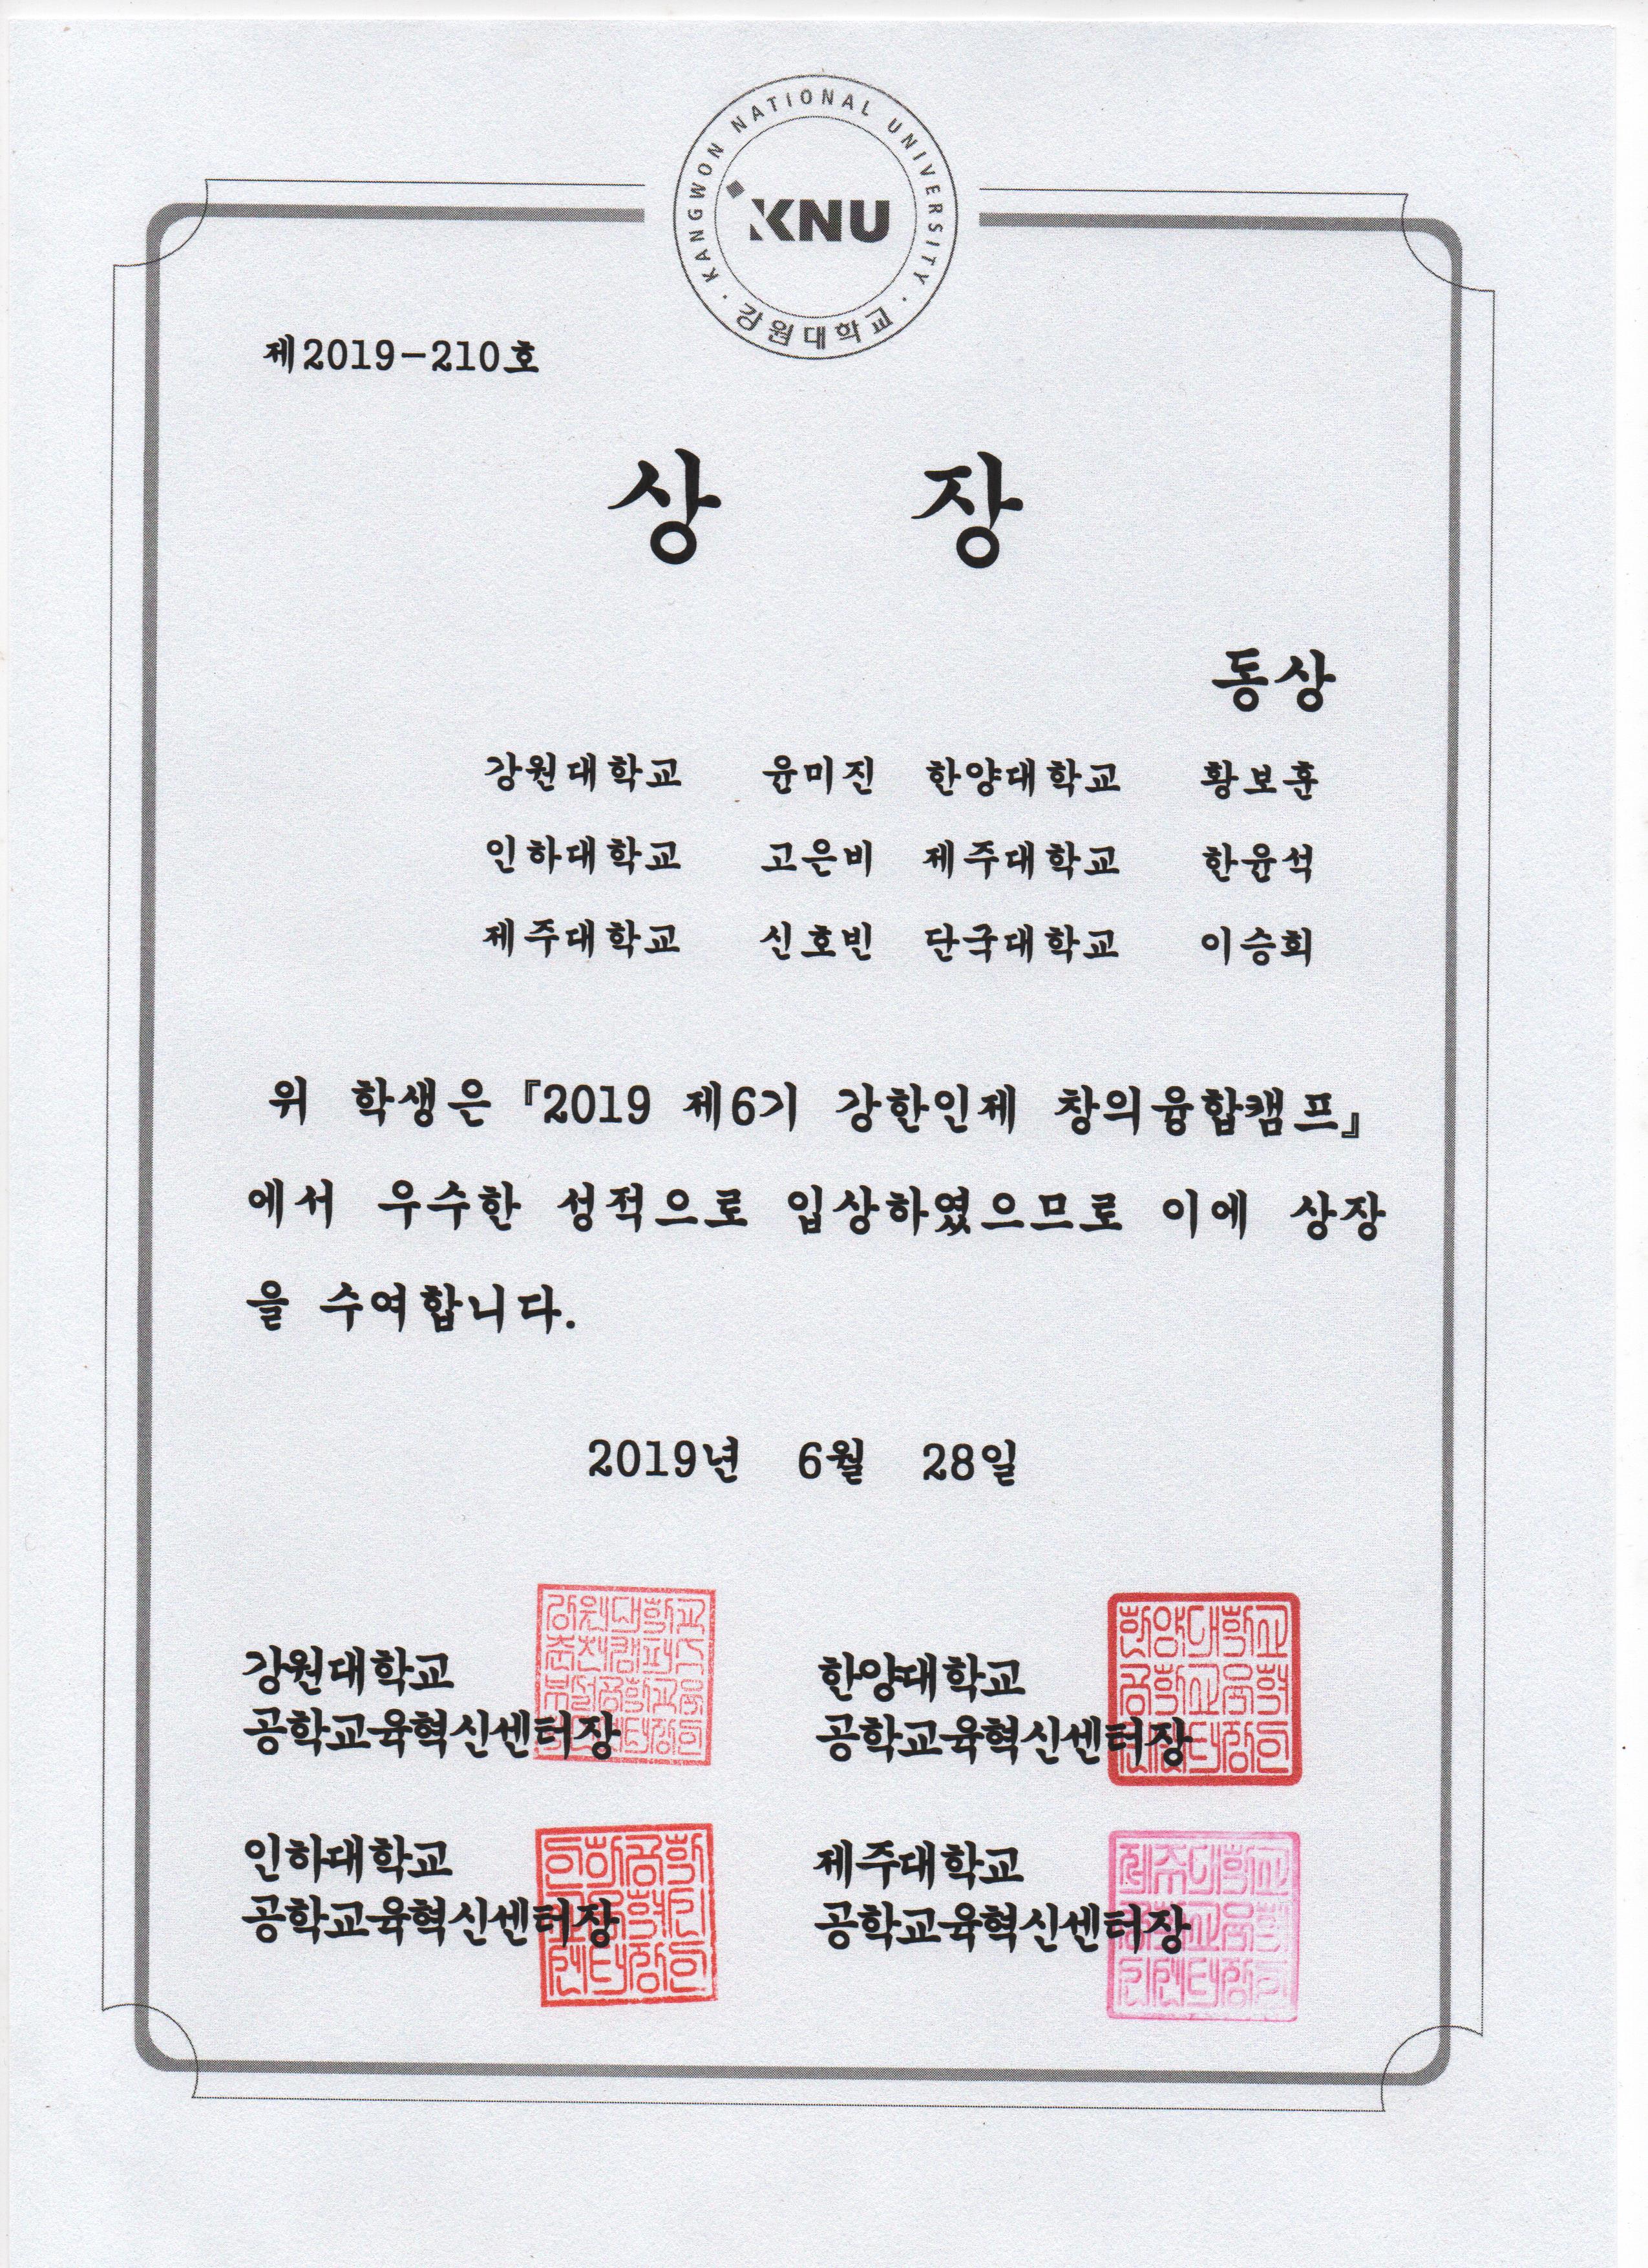 KANGWON NATIONAL UNIVERSITY
KNU
강원대학교
제2019-210호
상 장
동상
강원대학교 윤미진 한양대학교 황보훈
인하대학교 고은비 제주대학교 한윤석
제주대학교 신호빈 단국대학교 이승희
위 학생은 『2019 제6기 강한인제 창의융합캠프』
에서 우수한 성적으로 입상하였으므로 이에 상장
을 수여합니다.
2019년 6월 28일
강원대학교
공학교육혁신센터장
한양대학교
공학교육혁신센터장
인하대학교
공학교육혁신센터장
제주대학교
공학교육혁신센터장